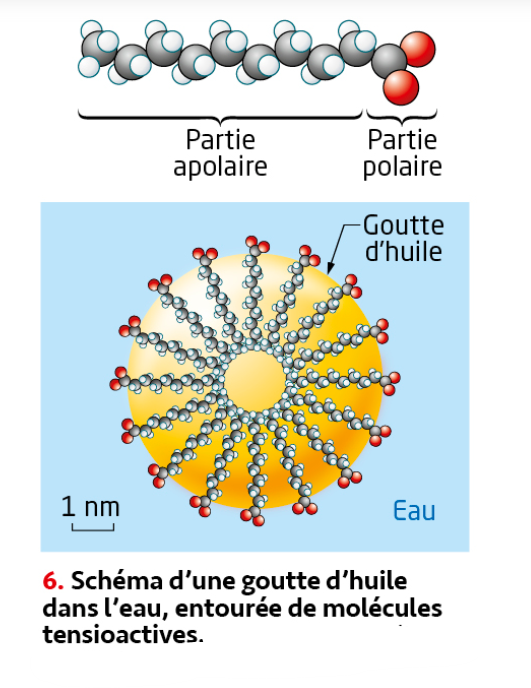 Partie apolaire
Partie polaire
Goutte d'huile
1 nm
Eau
6. Schéma d'une goutte d'huile
dans l'eau, entourée de molécules
tensioactives.